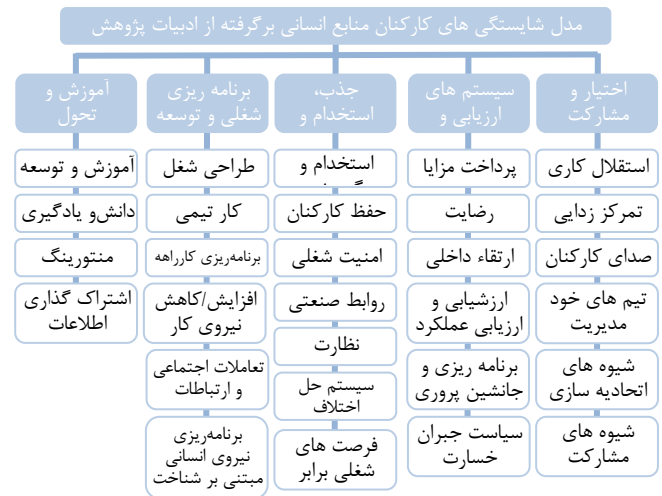 مدل شایستگی های کارکنان منابع انسانی برگرفته از ادبیات پژوهش
اختیار و
مشارکت
استقلال کاری
تمرکز زدایی
صدای کارکنان
تیم های خود
مدیریت
شیوه های
اتحادیه سازی
شیوه های
مشارکت
سیستم های
ارزیابی و
پرداخت مزایا
رضایت
ارتقاء داخلی
ارزشیابی و
ارزیابی عملکرد
برنامه ریزی و
جانشین پروری
سیاست جبران
خسارت
جذب،
استخدام و
استخدام و
حفظ کارکنان
امنیت شغلی
روابط صنعتی
نظارت
سیستم حل
اختلاف
فرصت های
شغلی برابر
برنامه ریزی
شغلی و توسعه
طراحی شغل
کار تیمی
برنامه‌ریزی کارراهه
افزایش/کاهش
نیروی کار
تعاملات اجتماعی
و ارتباطات
برنامه‌ریزی
نیروی انسانی
مبتنی بر شناخت
آموزش و
تحول
آموزش و توسعه
دانش‌و یادگیری
منتورینگ
اشتراک گذاری
اطلاعات